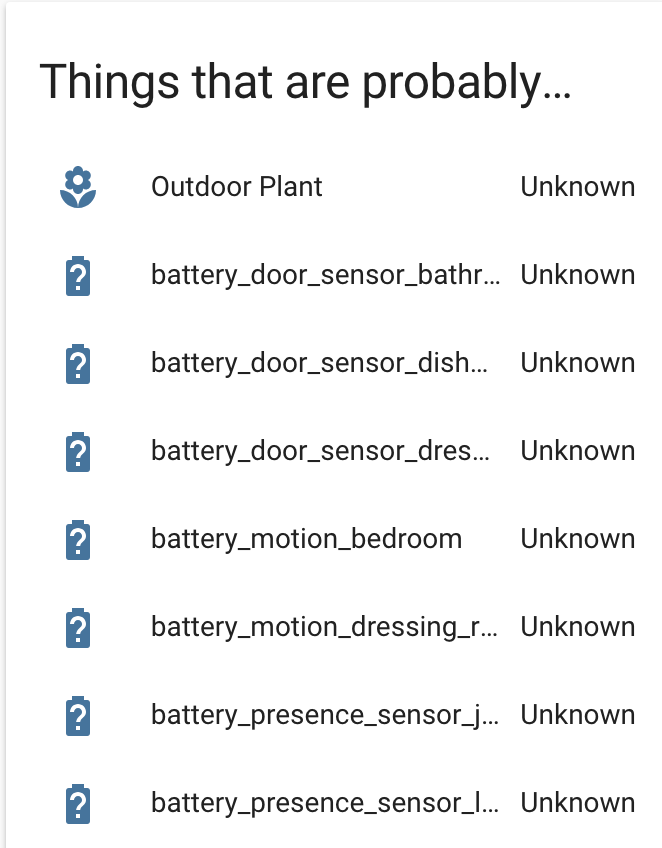 Things that are probably...
Outdoor Plant Unknown
battery_door_sensor_bathr... Unknown
battery_door_sensor_dish... Unknown
battery_door_sensor_dres... Unknown
battery_motion_bedroom Unknown
battery_motion_dressing_r... Unknown
battery_presence_sensor_j... Unknown
battery_presence_sensor_l... Unknown